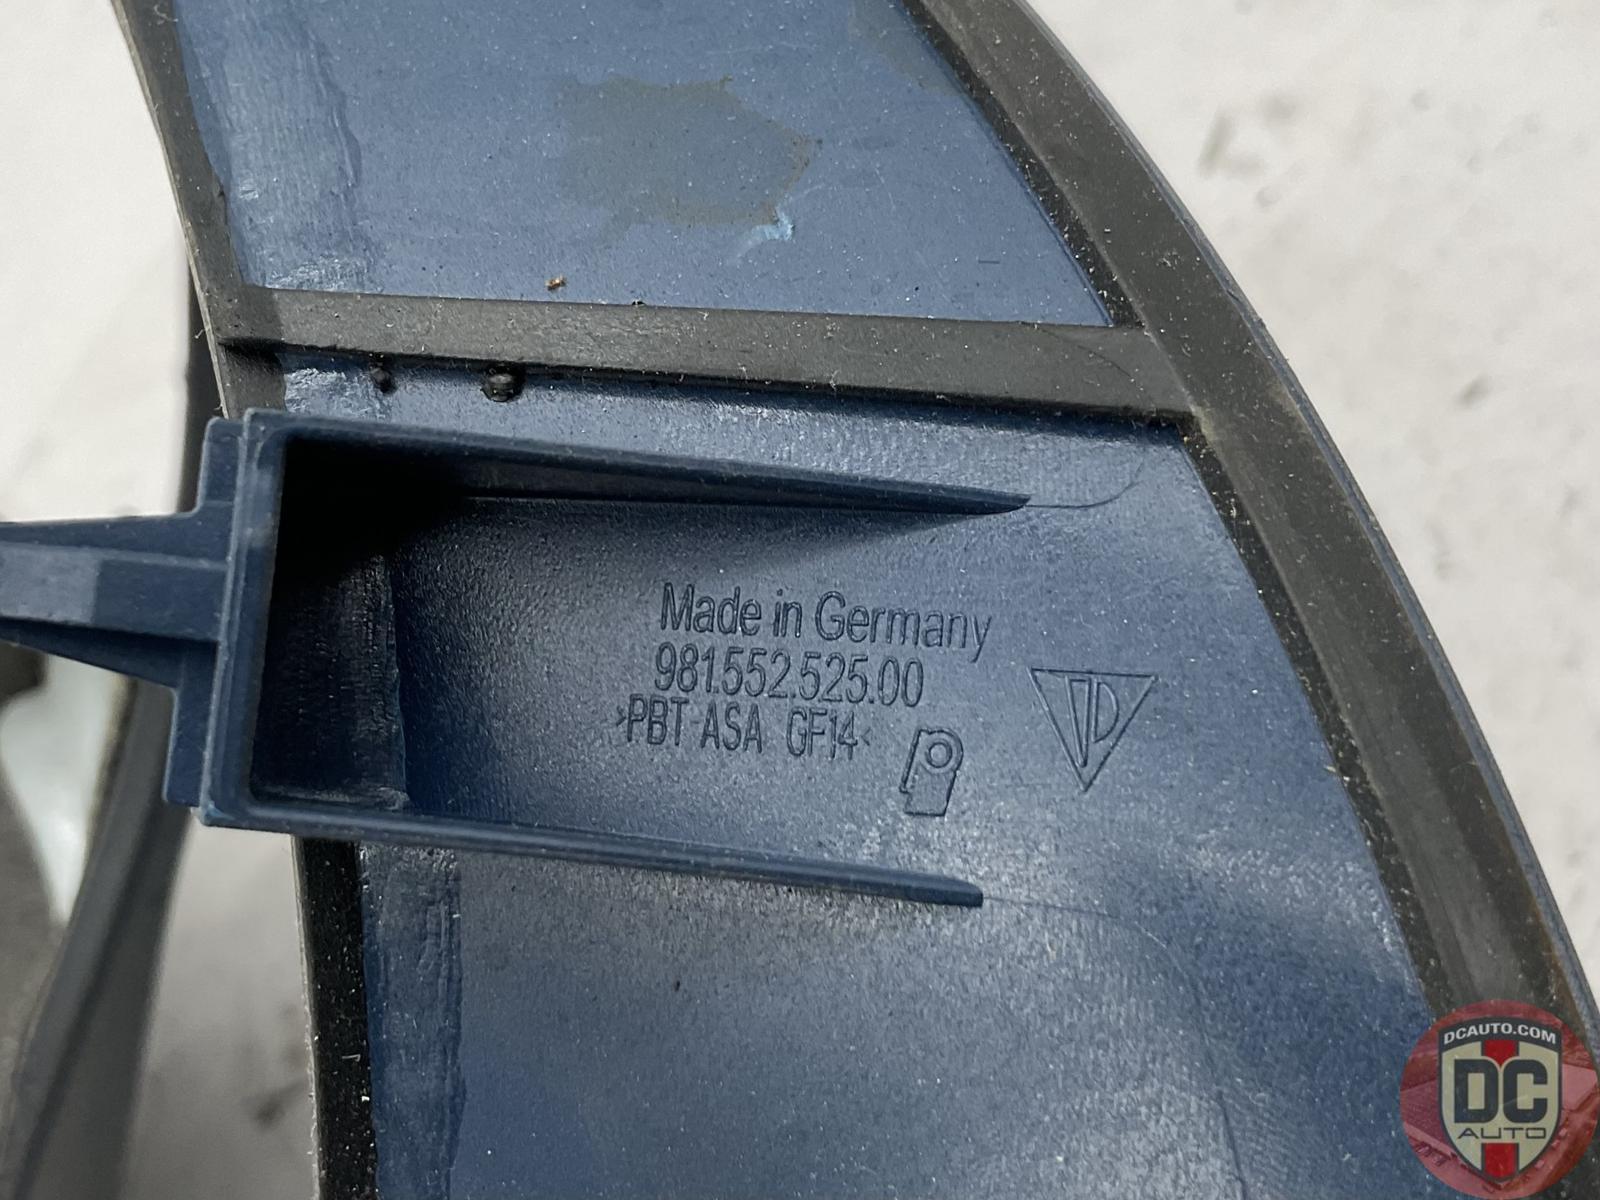 Made in Germany
981.552.525.00
>PBT-ASA GF14<
DCAUTO.COM
DC
AUTO